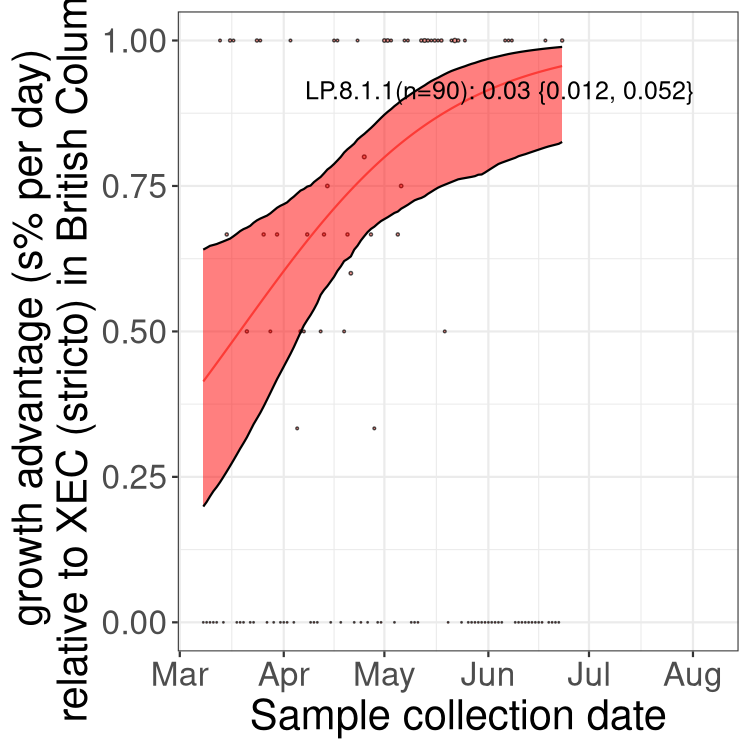 growth advantage (s% per day)
relative to XEC (stricto) in British Colum
1.00
0.75
0.50
0.25
0.00
LP.8.1.1(n=90): 0.03 {0.012, 0.052}
Mar Apr May Jun Jul Aug
Sample collection date